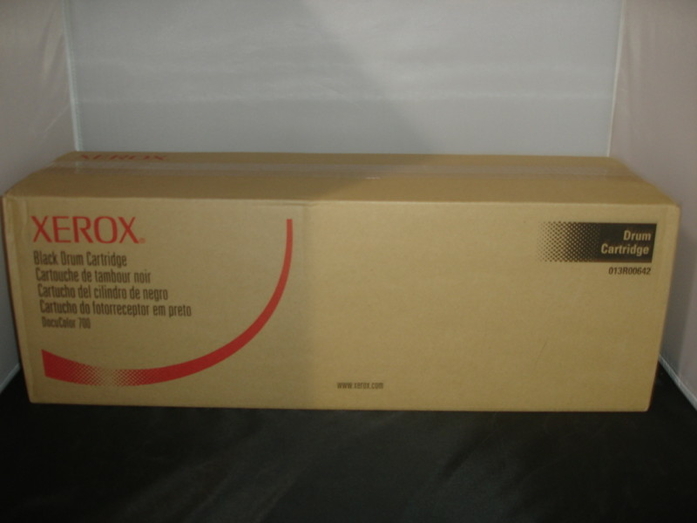 XEROX
XEROX®
Black Drum Cartridge
Cartouche de tambour noir
Cartucho del cilindro de negro
Cartucho do fotorreceptor em preto
DocuColor 700
Drum
Cartridge
013R00642
www.xerox.com